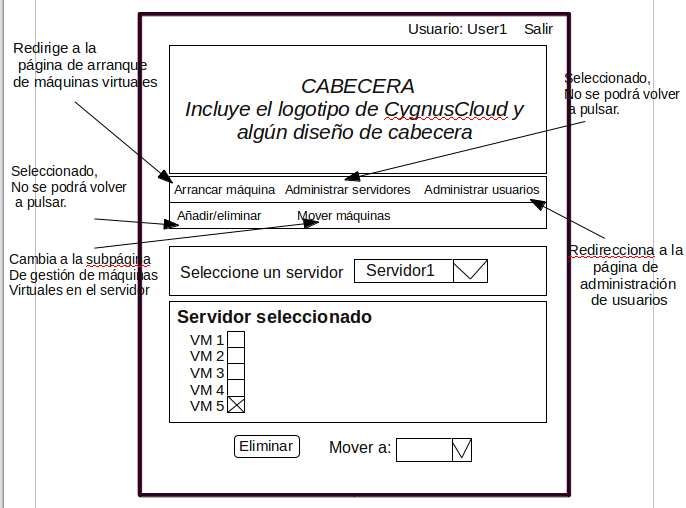 Usuario: User1 Salir
Redirige a la
página de arranque
de máquinas virtuales
CABECERA
Incluye el logotipo de CygnusCloud y
algún diseño de cabecera
Seleccionado,
No se podrá volver
a pulsar.
Arrancar máquina Administrar servidores Administrar usuarios
Seleccionado,
No se podrá volver
a pulsar.
Añadir/eliminar Mover máquinas
Cambia a la subpágina
De gestión de máquinas
Virtuales en el servidor
Redirecciona a la
página de
administración
de usuarios
Seleccione un servidor Servidor1
Servidor seleccionado
VM 1
VM 2
VM 3
VM 4
VM 5
Eliminar Mover a: